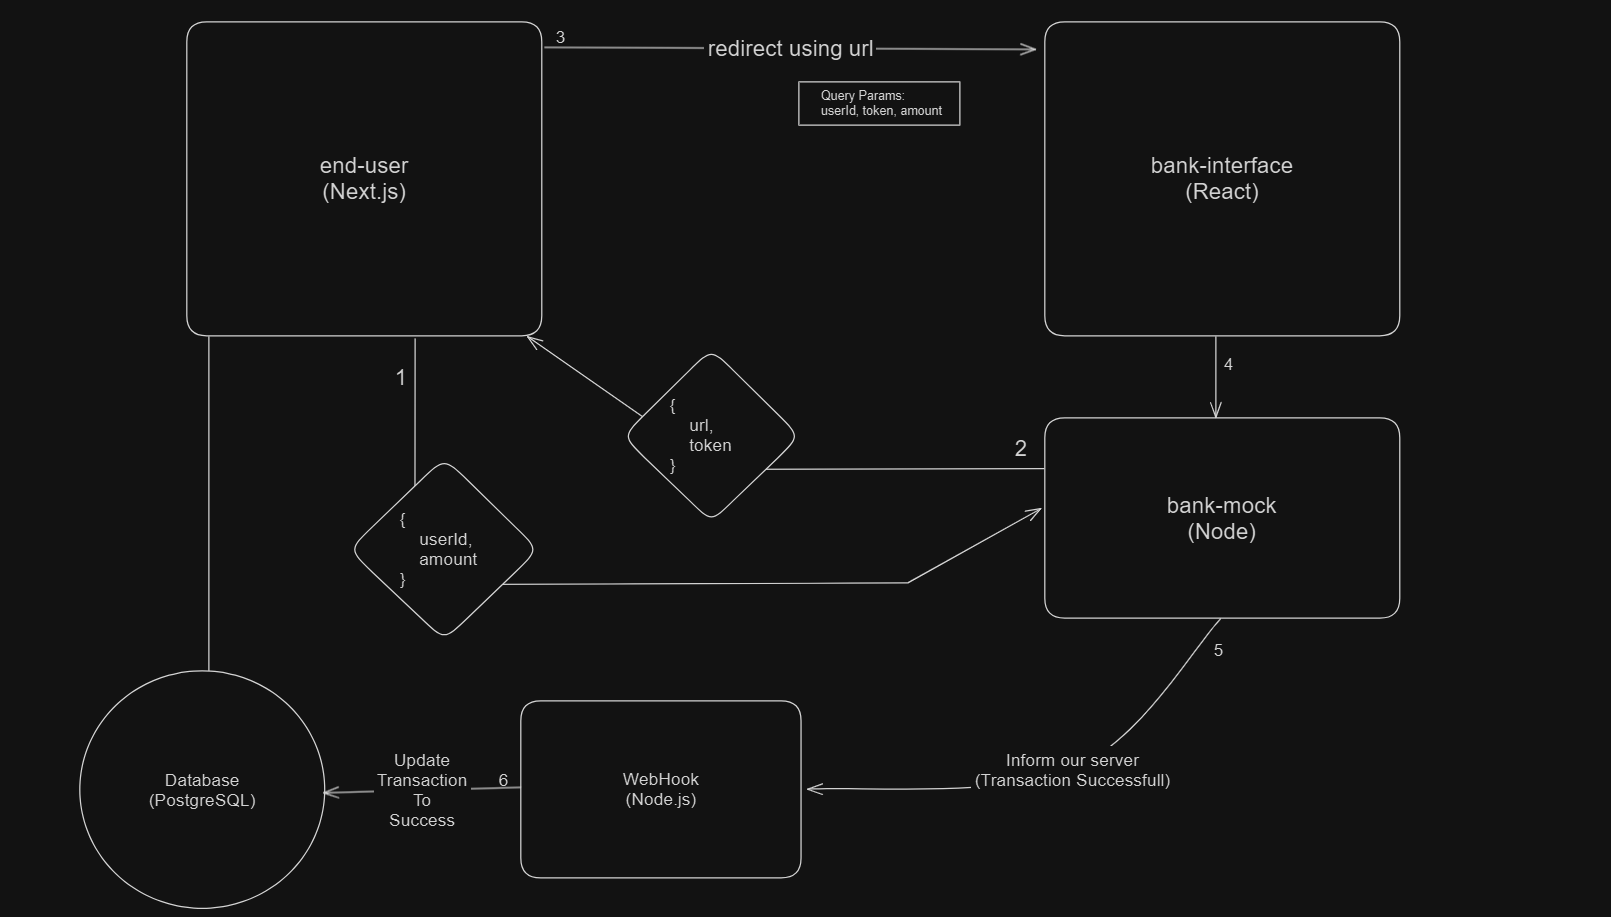 3
redirect using url
Query Params:
userId, token, amount
end-user
(Next.js)
bank-interface
(React)
1
4
{
url,
token
}
2
{
userId,
amount
}
bank-mock
(Node)
5
Inform our server
(Transaction Successfull)
WebHook
(Node.js)
6
Update
Transaction
To
Success
Database
(PostgreSQL)